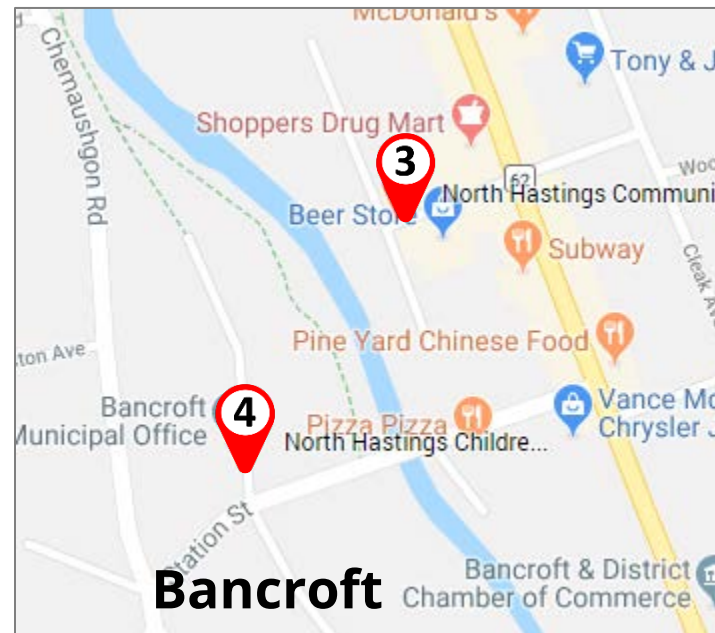 McDonald's
Tony & J
Chemaushgon Rd
Shoppers Drug Mart
3
62
Woo
North Hastings Communi
Beer Store
Subway
Cleak Av
Pine Yard Chinese Food
ton Ave
Bancroft
Municipal Office
4
Pizza Pizza
Vance Mo
Chrysler J
North Hastings Childre...
Station St
Bancroft
Bancroft & District
Chamber of Commerce